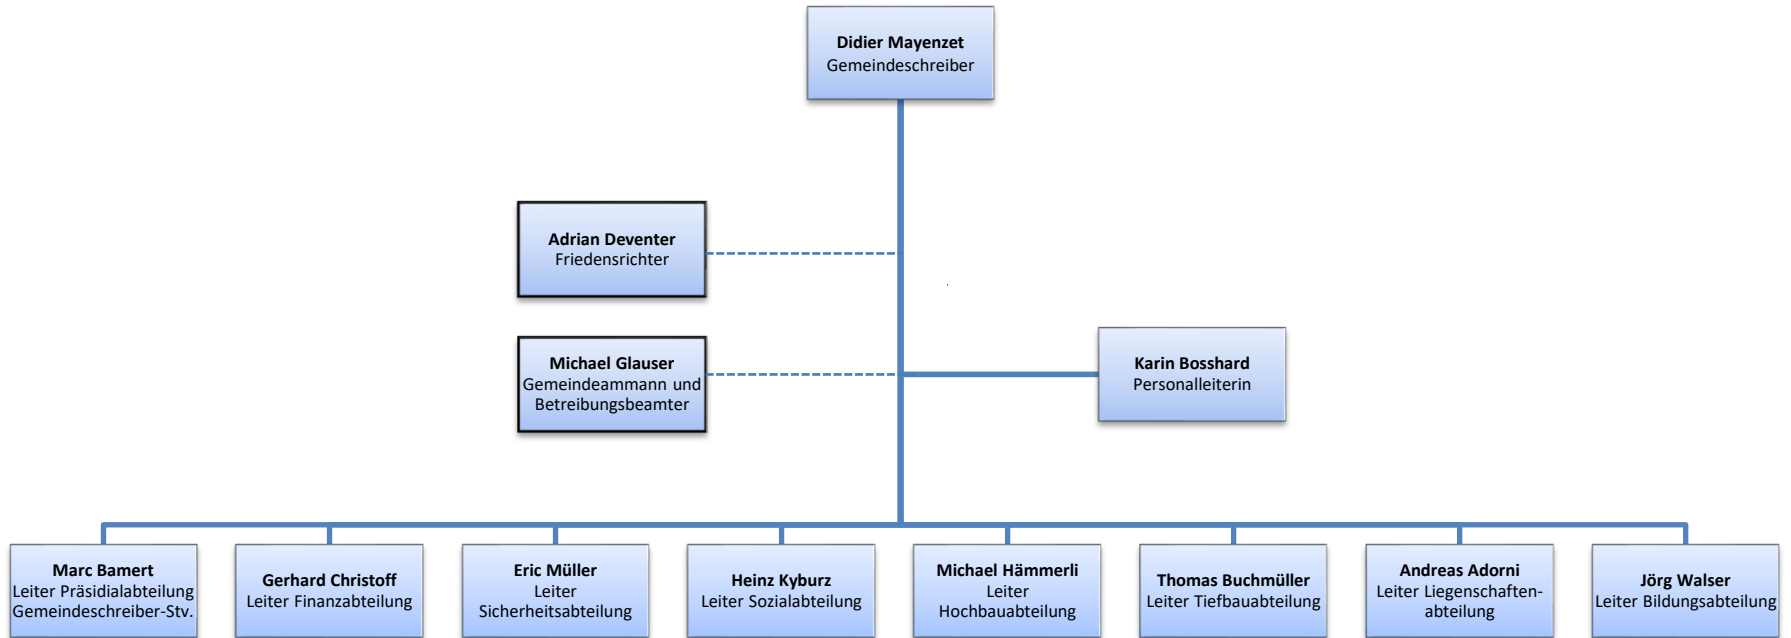 Didier Mayenzet
Gemeindeschreiber
Adrian Deventer
Friedensrichter
Michael Glauser
Gemeindeammann und
Betreibungsbeamter
Karin Bosshard
Personalleiterin
Marc Bamert
Leiter Präsidialabteilung
Gemeindeschreiber-Stv.
Gerhard Christoff
Leiter Finanzabteilung
Eric Müller
Leiter
Sicherheitsabteilung
Heinz Kyburz
Leiter Sozialabteilung
Michael Hämmerli
Leiter
Hochbauabteilung
Thomas Buchmüller
Leiter Tiefbauabteilung
Andreas Adorni
Leiter Liegenschaften-
abteilung
Jörg Walser
Leiter Bildungsabteilung